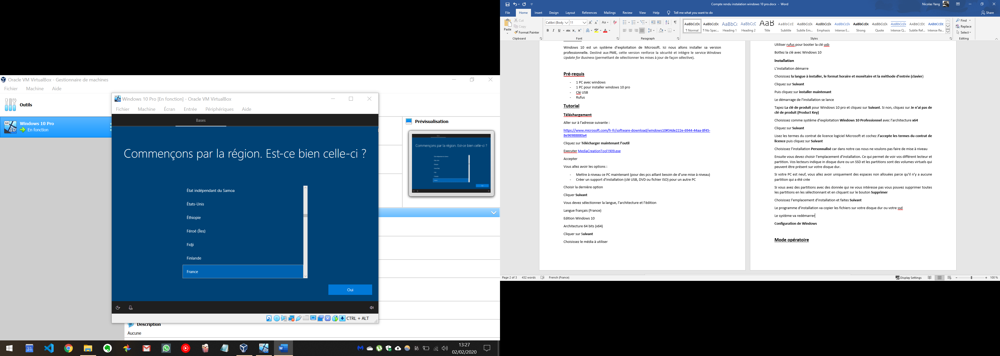 Oracle VM VirtualBox - Gestionnaire de machines
Fichier Machine Aide
Outils
64
10
Windows 10 Pro
En fonction
Windows 10 Pro [En fonction] - Oracle VM VirtualBox
Fichier Machine Écran Entrée Périphériques Aide
Bases
Commençons par la région. Est-ce bien celle-ci ?
État indépendant du Samoa
États-Unis
Éthiopie
Féroé (Îles)
Fidji
Finlande
France
Oui
CTRL + ALT
Prévisualisation
Commençons par la région. Est-ce bien celle-ci ?
Description
Aucune
31
13:27
02/02/2020
Compte rendu instalation windows 10 pro.docx - Word
Nicolas Yang
File Home Insert Design Layout References Mailings Review View Help Tell me what you want to do
Share
Paste
Cut
Copy
Format Painter
Clipboard
Calibri (Body 11
Font
Paragraph
¶ Normal ¶ No Spac... Heading 1 Heading 2 Title Subtitle Subtle Em... Emphasis Intense E... Strong Quote Intense Q... Subtle Ref... Intense Re...
Styles
Find
Replace
Select
Editing
Windows 10 est un système d’exploitation de Microsoft. Ici nous allons installer sa version
professionnelle. Destiné aux PME, cette version renforce la sécurité et intègre le service Windows
Update for Business (permettant de sélectionner les mises à jour de façon sélective).
Pré-requis
- 1 PC avec windows
- 1 PC pour installer windows 10 pro
- Clé USB
- Rufus
Tutorial
Téléchargement
Aller sur à l’adresse suivante :
https://www.microsoft.com/fr-fr/software-download/windows10#34de222e-6944-44aa-8f45-
8e96988880a4
Cliquez sur Télécharger maintenant l’outil
Executer MediaCreationTool1909.exe
Accepter
Vous allez avoir les options :
- Mettre à niveau ce PC maintenant (pour des pcs aillant besoin de d’une mise à niveau)
- Créer un support d’installation (clé USB, DVD ou fichier ISO) pour un autre PC
Choisir la dernière option
Cliquer Suivant
Vous devez sélectionner la langue, l’architecture et l’édition
Langue français (France)
Edition Windows 10
Architecture 64 bits (x64)
Cliquer sur Suivant
Choisissez le média à utiliser
Utiliser rufus pour booter la clé usb
Bottez la clé avec Windows 10
Installation
L’installation démarre
Choisissez la langue à installer, le format horaire et monétaire et la méthode d’entrée (clavier)
Cliquez sur Suivant
Puis cliquez sur installer maintenant
Le démarrage de l’installation se lance
Tapez La clé de produit pour Windows 10 pro et cliquez sur Suivant. Si non, cliquez sur Je n’ai pas de
clé de produit (Product Key)
Choisissez comme système d’exploitation Windows 10 Professionnel avec l’architecture x64
Cliquez sur Suivant
Lisez les termes du contrat de licence logiciel Microsoft et cochez J’accepte les termes du contrat de
licence puis cliquez sur Suivant
Choisissez l’installation Personnalisé car dans notre cas nous ne voulons pas faire de mise à niveau
Ensuite vous devez choisir l’emplacement d’installation. Ce qui permet de voir vos différent lecteur et
partition. Vos lecteurs indique in disque dure ou un SSD et les partitions sont des volumes virtuels qui
peuvent être présent sur votre disque dur.
Si votre PC est neuf, vous allez avoir uniquement des espaces non allouées parce qu’il n’y a aucune
partition qui a été crée
Si vous avez des partitions avec des donnée qui ne vous intéresse pas vous pouvez supprimer toutes
les partitions en les sélectionnant et en cliquant sur le bouton Supprimer
Choisissez l’emplacement d’installation et faites Suivant
Le programme d’installation va copier les fichiers sur votre disque dur ou votre ssd
Le système va redémarrer
Configuration de Windows
Mode opératoire
Page 2 of 3 432 words French (France)
Display Settings
100 %